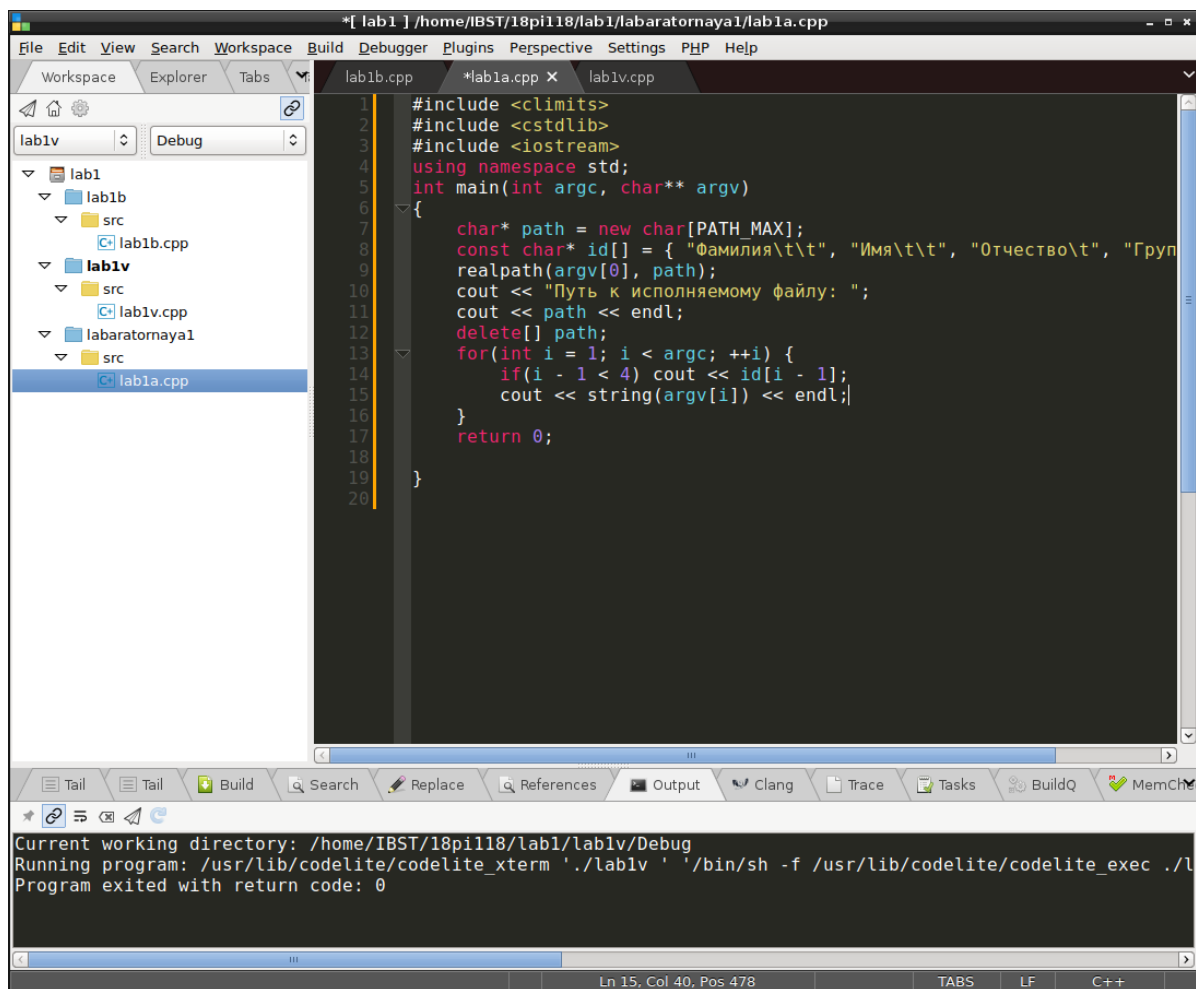 *[ lab1 ] /home/IBST/18pi118/lab1/labaratornaya1/lab1a.cpp
File Edit View Search Workspace Build Debugger Plugins Perspective Settings PHP Help
Workspace Explorer Tabs
lab1b.cpp *lab1a.cpp lab1v.cpp
lab1v Debug
lab1
lab1b
src
lab1b.cpp
lab1v
src
lab1v.cpp
labaratornaya1
src
lab1a.cpp
1 #include <climits>
2 #include <cstdlib>
3 #include <iostream>
4 using namespace std;
5 int main(int argc, char** argv)
6 {
7 char* path = new char[PATH_MAX];
8 const char* id[] = { "Фамилия\t\t", "Имя\t\t", "Отчество\t", "Груп
9 realpath(argv[0], path);
10 cout << "Путь к исполняемому файлу: ";
11 cout << path << endl;
12 delete[] path;
13 for(int i = 1; i < argc; ++i) {
14 if(i - 1 < 4) cout << id[i - 1];
15 cout << string(argv[i]) << endl;
16 }
17 return 0;
18
19 }
20
Tail Tail Build Search Replace References Output Clang Trace Tasks BuildQ MemChe
Current working directory: /home/IBST/18pi118/lab1/lab1v/Debug
Running program: /usr/lib/codelite/codelite_xterm './lab1v ' '/bin/sh -f /usr/lib/codelite/codelite_exec ./l
Program exited with return code: 0
Ln 15, Col 40, Pos 478 TABS LF C++